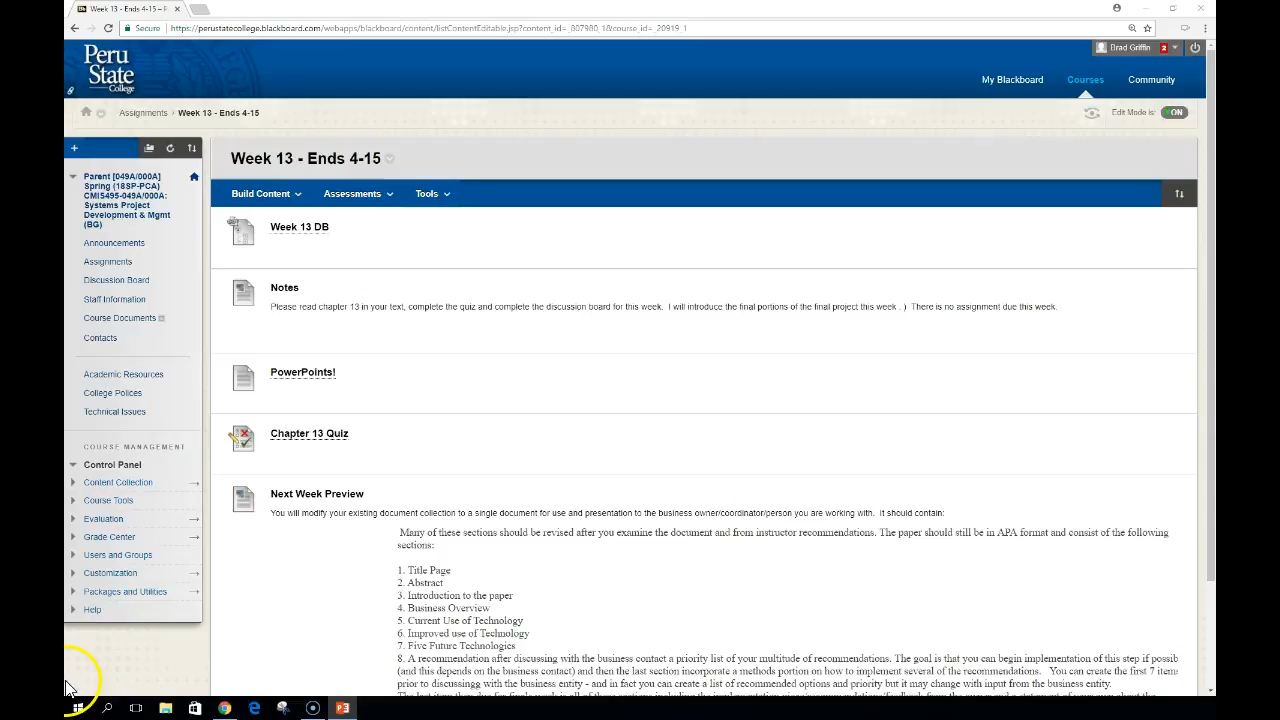 Week 13 - Ends 4-15 –
Secure
https://perustatecollege.blackboard.com/webapps/blackboard/content/listContentEditable.jsp?content_id=_807980_1&course_id=_20919_1
Peru
State
College
Brad Griffin 2
My Blackboard Courses Community
Assignments › Week 13 - Ends 4-15
Edit Mode is: ON
Week 13 - Ends 4-15
Build Content Assessments Tools
Parent [049A/000A]
Spring (18SP-PCA)
CMIS495-049A/000A:
Systems Project
Development & Mgmt
(BG)
Announcements
Assignments
Discussion Board
Staff Information
Course Documents
Contacts
Academic Resources
College Polices
Technical Issues
COURSE MANAGEMENT
Control Panel
Content Collection
Course Tools
Evaluation
Grade Center
Users and Groups
Customization
Packages and Utilities
Help
Week 13 DB
Notes
Please read chapter 13 in your text, complete the quiz and complete the discussion board for this week. I will introduce the final portions of the final project this week . ) There is no assignment due this week.
PowerPoints!
Chapter 13 Quiz
Next Week Preview
You will modify your existing document collection to a single document for use and presentation to the business owner/coordinator/person you are working with. It should contain:
Many of these sections should be revised after you examine the document and from instructor recommendations. The paper should still be in APA format and consist of the following
sections:
1. Title Page
2. Abstract
3. Introduction to the paper
4. Business Overview
5. Current Use of Technology
6. Improved use of Technology
7. Five Future Technologies
8. A recommendation after discussing with the business contact a priority list of your multitude of recommendations. The goal is that you can begin implementation of this step if possib
(and this depends on the business contact) and then the last section incorporate a methods portion on how to implement several of the recommendations. You can create the first 7 item
prior to discussingg with the business entity - and in fact you can create a list of recommended options and priority but it may change with input from the business entity.